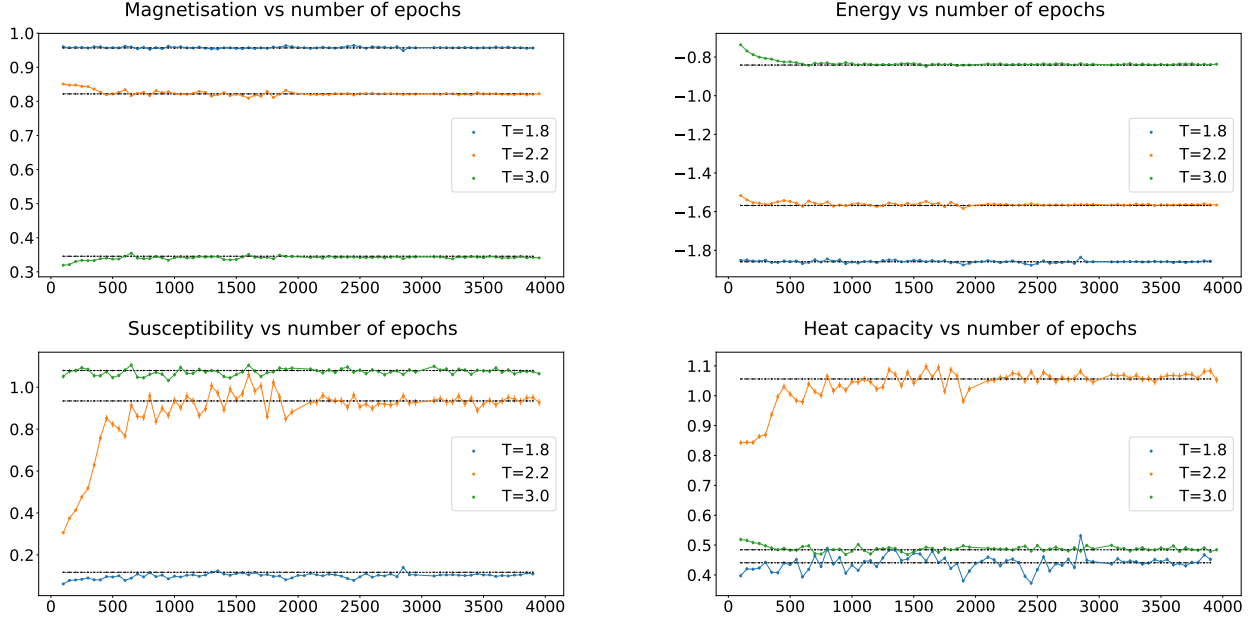 Magnetisation vs number of epochs
1.0
0.9
0.8
0.7
0.6
0.5
0.4
0.3
0 500 1000 1500 2000 2500 3000 3500 4000
T=1.8
T=2.2
T=3.0
Energy vs number of epochs
−0.8
−1.0
−1.2
−1.4
−1.6
−1.8
0 500 1000 1500 2000 2500 3000 3500 4000
T=1.8
T=2.2
T=3.0
Susceptibility vs number of epochs
1.0
0.8
0.6
0.4
0.2
0 500 1000 1500 2000 2500 3000 3500 4000
T=1.8
T=2.2
T=3.0
Heat capacity vs number of epochs
1.1
1.0
0.9
0.8
0.7
0.6
0.5
0.4
0 500 1000 1500 2000 2500 3000 3500 4000
T=1.8
T=2.2
T=3.0